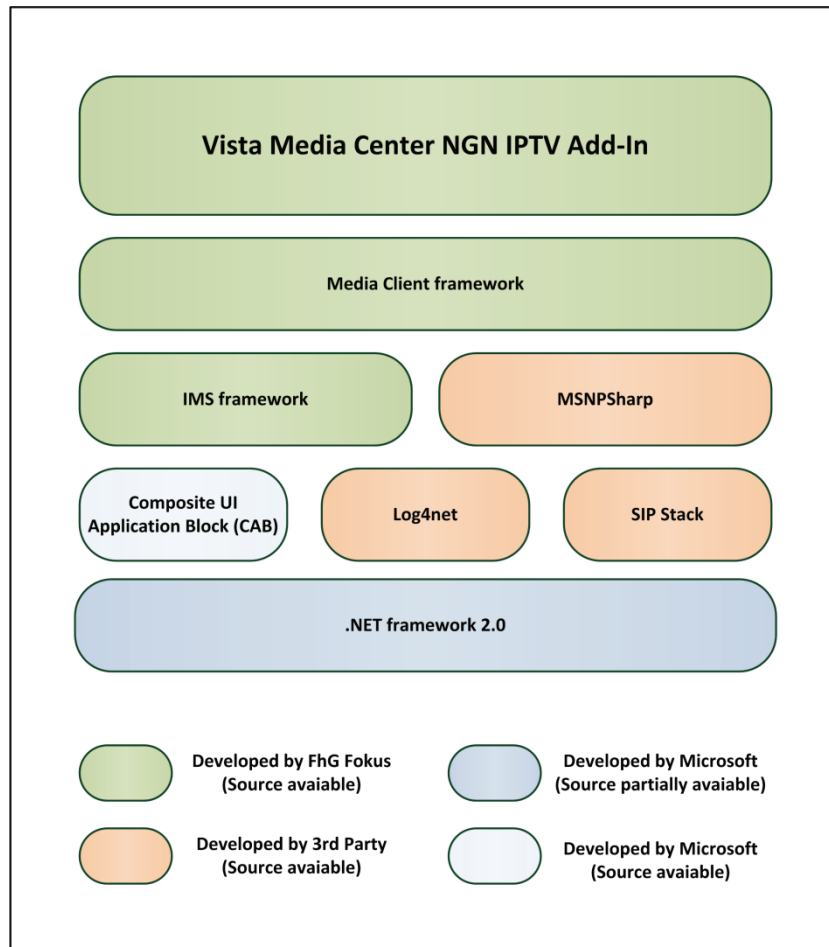 Vista Media Center NGN IPTV Add-In
Media Client framework
IMS framework
MSNPSharp
Composite UI
Application Block (CAB)
Log4net
SIP Stack
.NET framework 2.0
Developed by FhG Fokus
(Source avaiable)
Developed by Microsoft
(Source partially avaiable)
Developed by 3rd Party
(Source avaiable)
Developed by Microsoft
(Source avaiable)